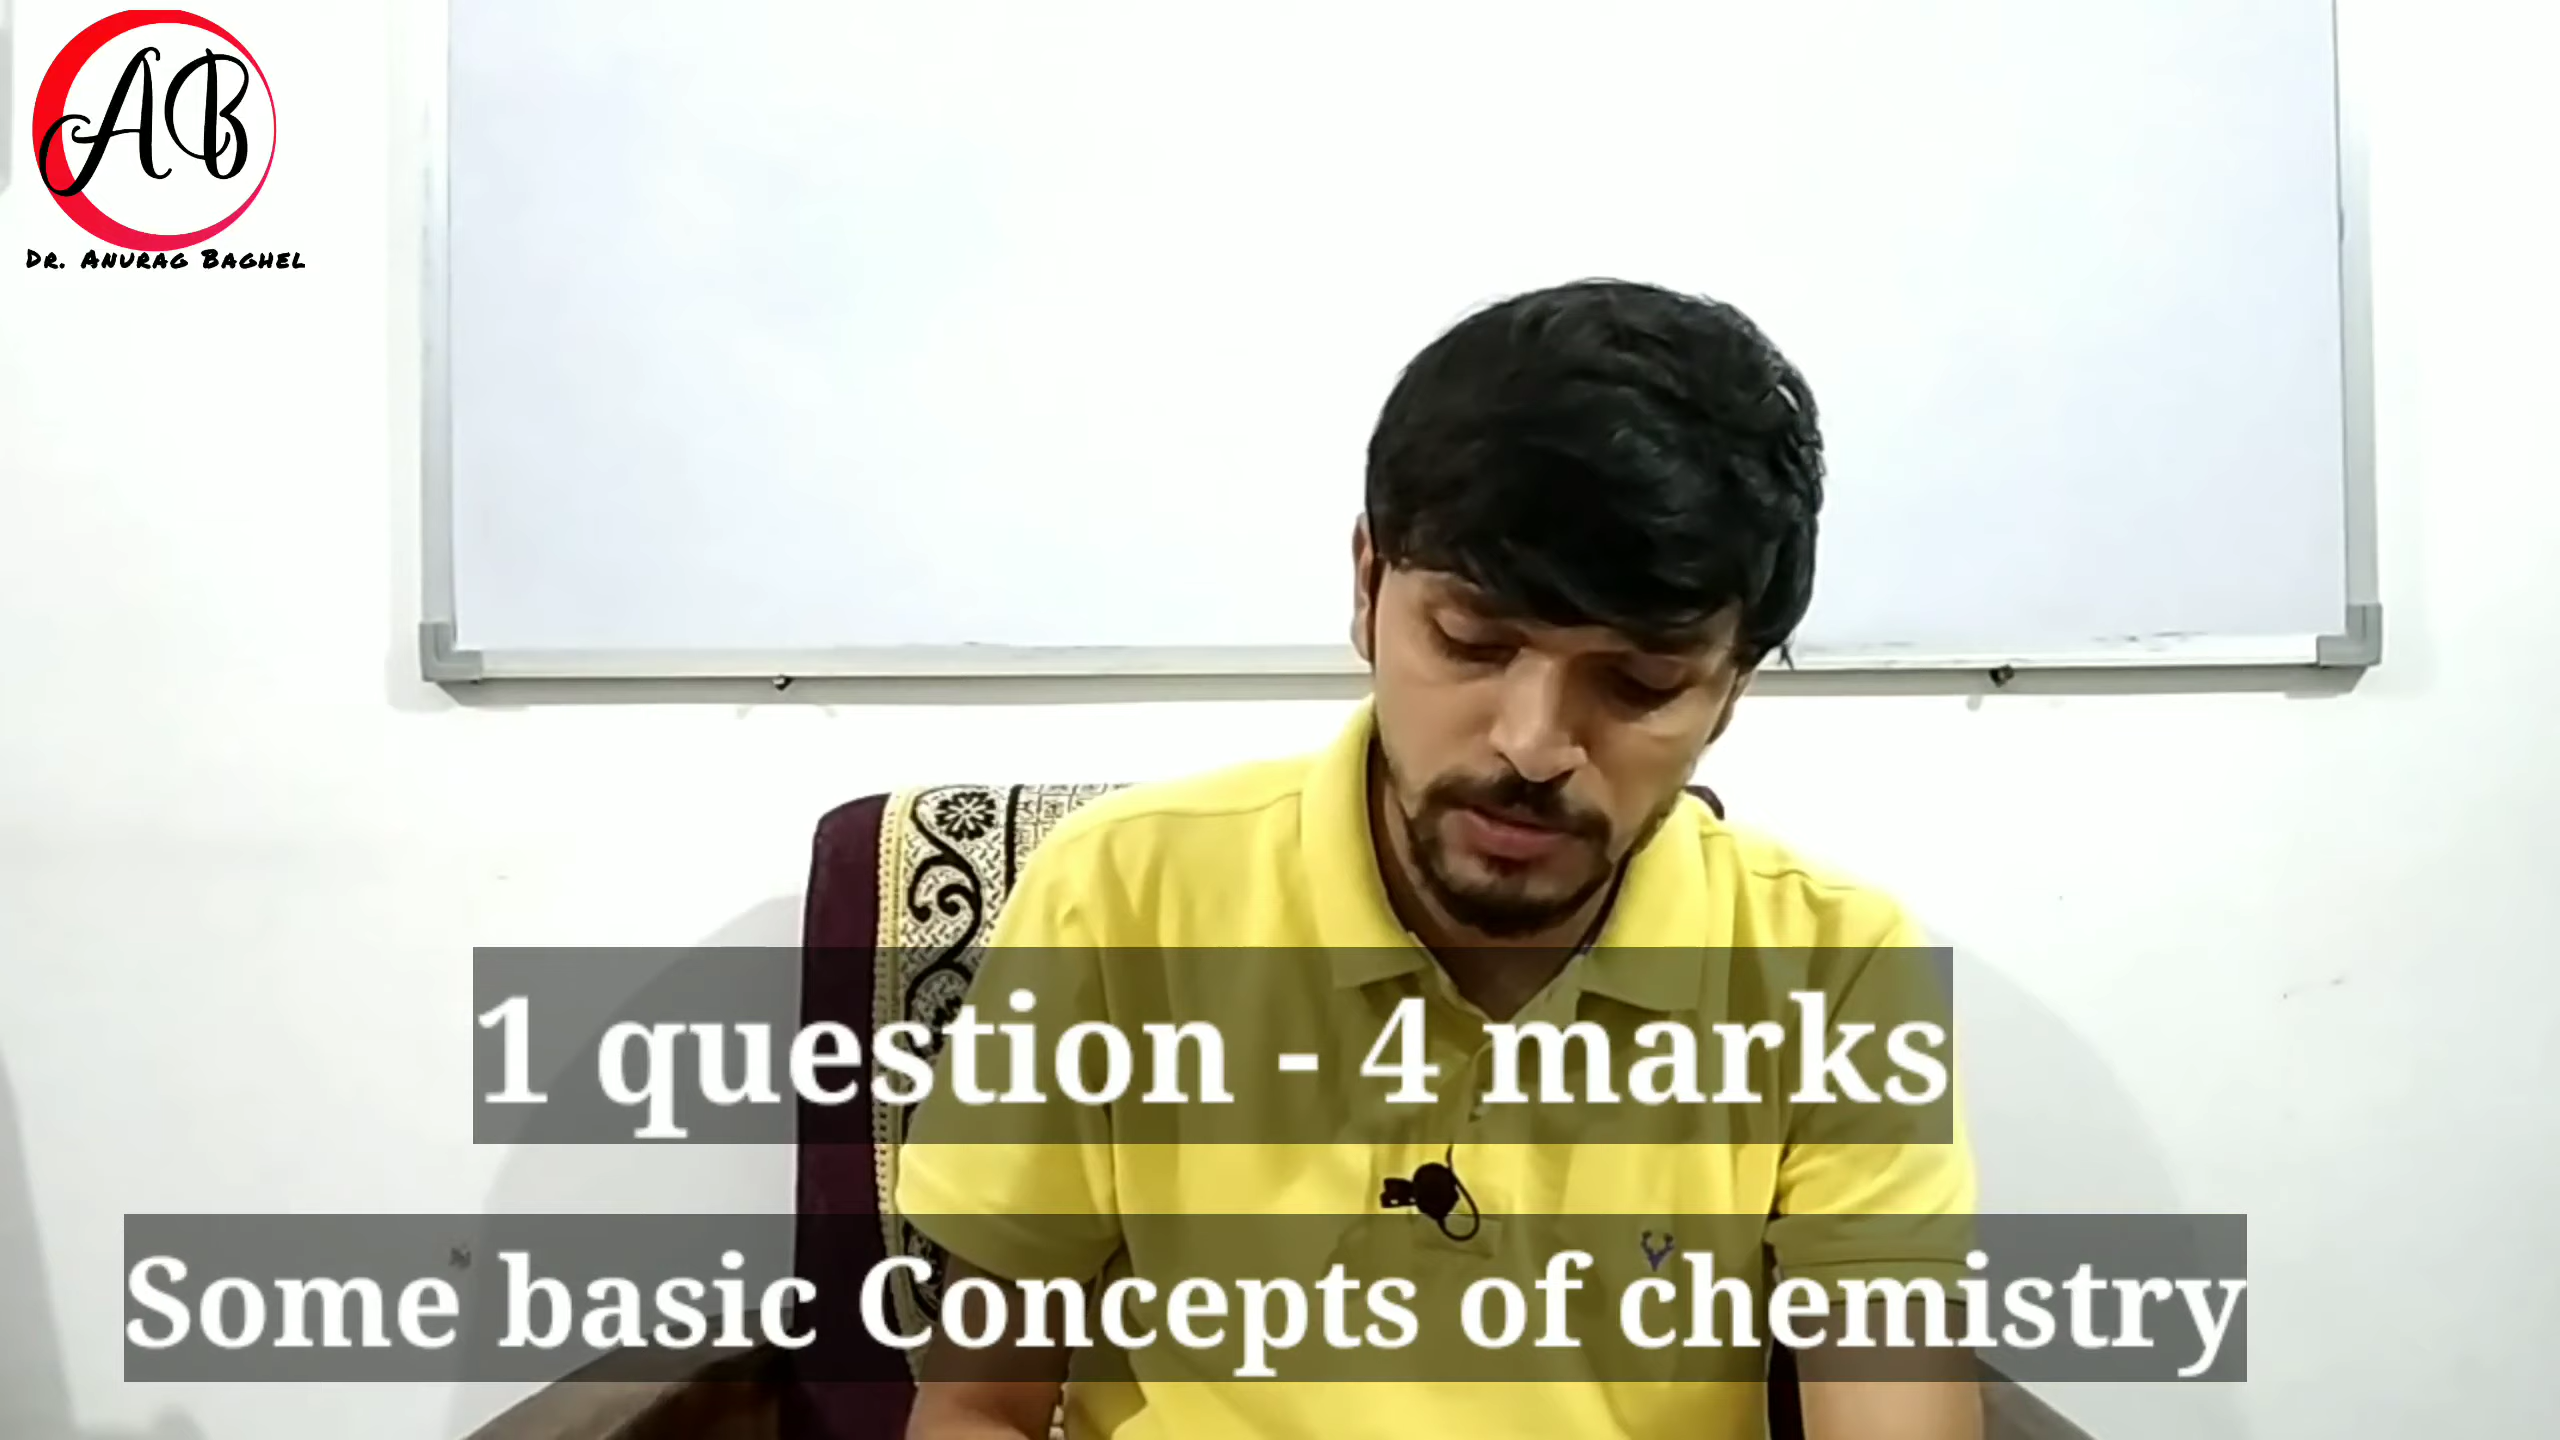 AB
DR. ANURAG BAGHEL
1 question - 4 marks
Some basic Concepts of chemistry